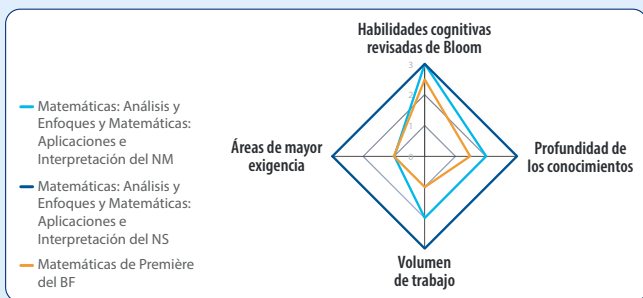 Habilidades cognitivas
revisadas de Bloom
3
2
1
0
Áreas de mayor
exigencia
Profundidad de
los conocimientos
Volumen
de trabajo
Matemáticas: Análisis y
Enfoques y Matemáticas:
Aplicaciones e
Interpretación del NM
Matemáticas: Análisis y
Enfoques y Matemáticas:
Aplicaciones e
Interpretación del NS
Matemáticas de Première
del BF